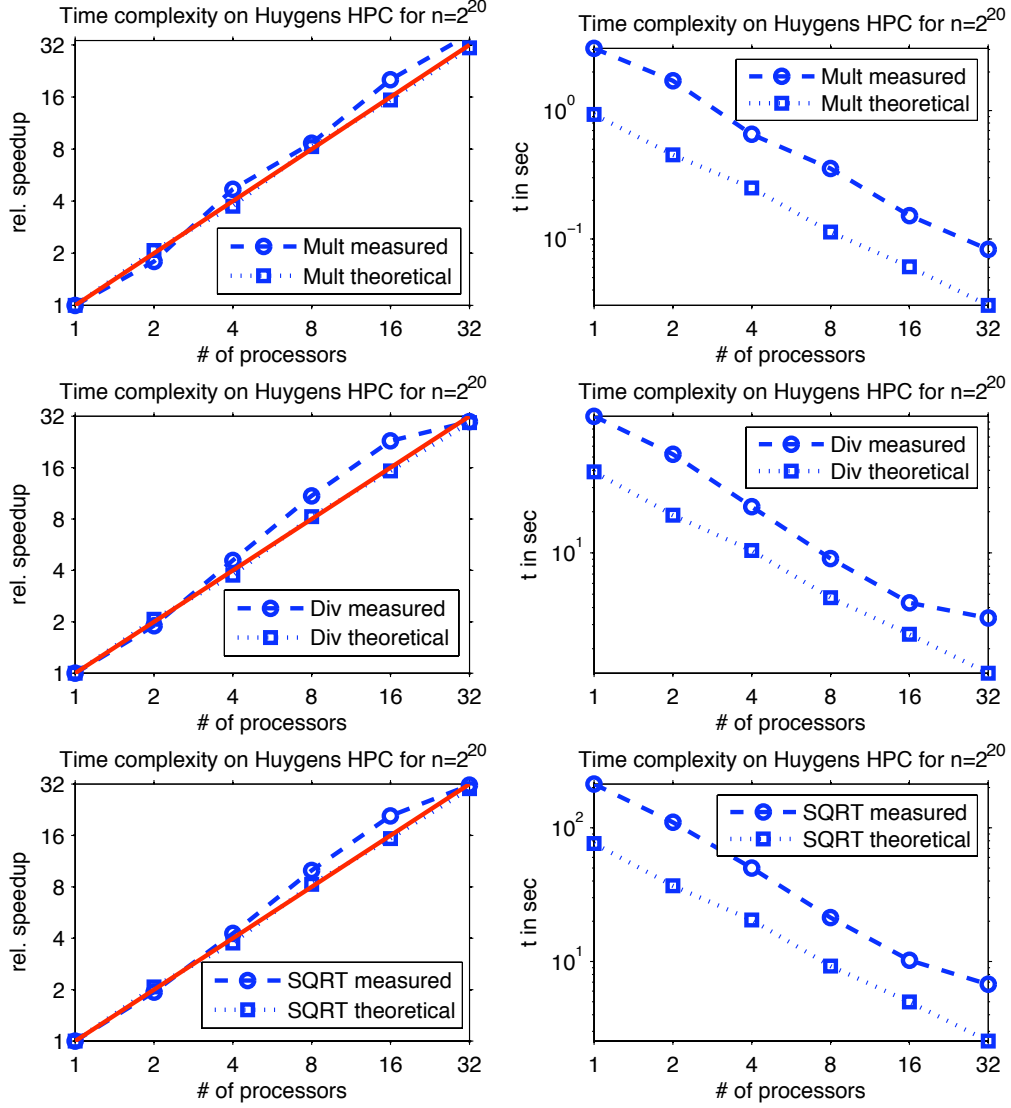 Time complexity on Huygens HPC for n=2^20
rel. speedup
32
16
8
4
2
1
Mult measured
Mult theoretical
1 2 4 8 16 32
# of processors
Time complexity on Huygens HPC for n=2^20
t in sec
10^0
10^-1
Mult measured
Mult theoretical
1 2 4 8 16 32
# of processors
Time complexity on Huygens HPC for n=2^20
rel. speedup
32
16
8
4
2
1
Div measured
Div theoretical
1 2 4 8 16 32
# of processors
Time complexity on Huygens HPC for n=2^20
t in sec
10^1
Div measured
Div theoretical
1 2 4 8 16 32
# of processors
Time complexity on Huygens HPC for n=2^20
rel. speedup
32
16
8
4
2
1
SQRT measured
SQRT theoretical
1 2 4 8 16 32
# of processors
Time complexity on Huygens HPC for n=2^20
t in sec
10^2
10^1
SQRT measured
SQRT theoretical
1 2 4 8 16 32
# of processors